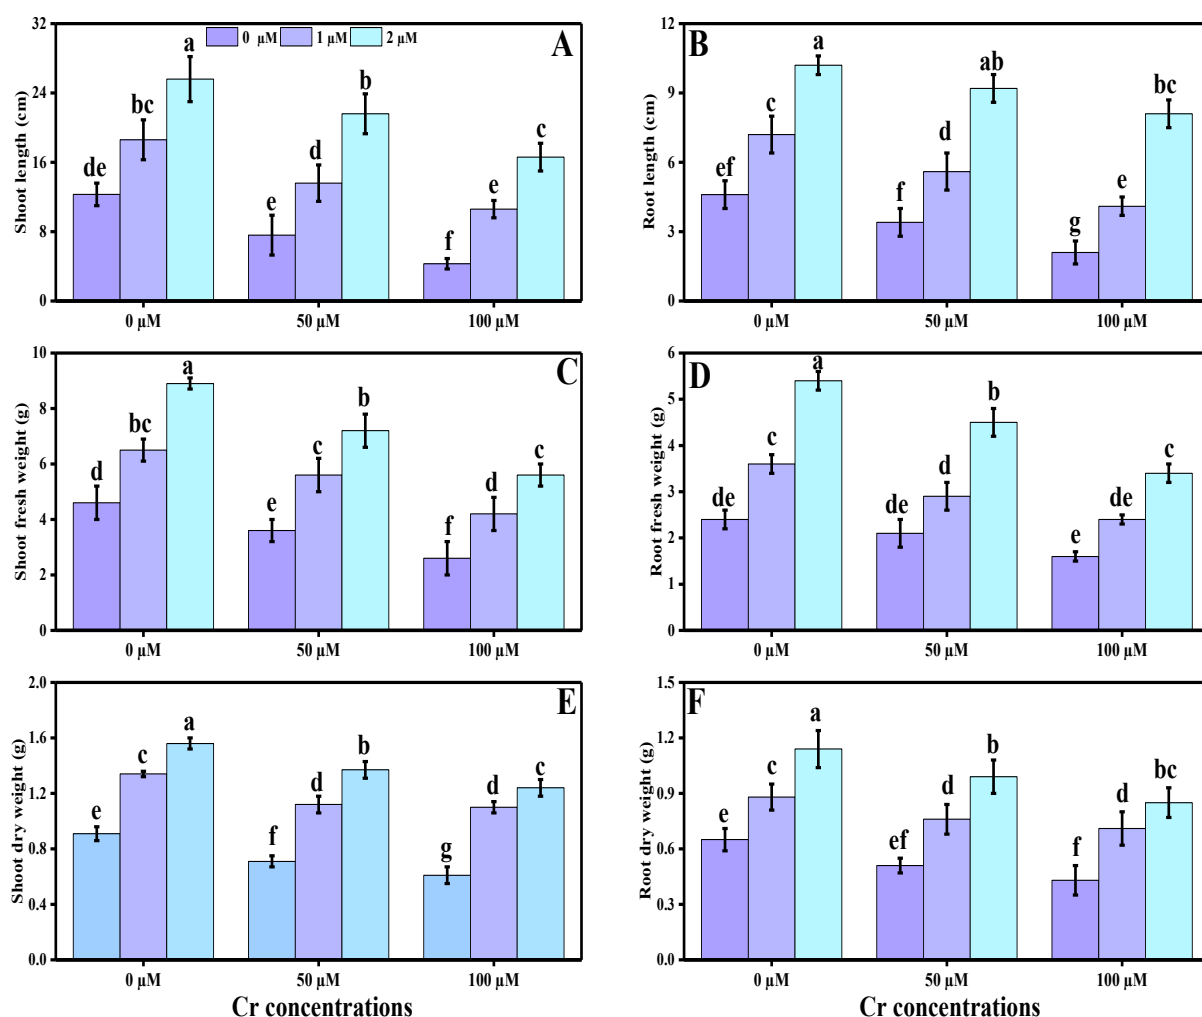 A
0 µM 1 µM 2 µM
Shoot length (cm)
32
24
16
8
0
de
bc
a
e
d
b
f
e
c
0 µM 50 µM 100 µM
B
Root length (cm)
12
9
6
3
0
ef
c
a
f
d
ab
g
e
bc
0 µM 50 µM 100 µM
C
Shoot fresh weight (g)
10
8
6
4
2
0
d
bc
a
e
c
b
f
d
c
0 µM 50 µM 100 µM
D
Root fresh weight (g)
6
5
4
3
2
1
0
de
c
a
de
d
b
e
de
c
0 µM 50 µM 100 µM
E
Shoot dry weight (g)
2.0
1.6
1.2
0.8
0.4
0.0
e
c
a
f
d
b
g
d
c
0 µM 50 µM 100 µM
Cr concentrations
F
Root dry weight (g)
1.5
1.2
0.9
0.6
0.3
0.0
e
c
a
ef
d
b
f
d
bc
0 µM 50 µM 100 µM
Cr concentrations